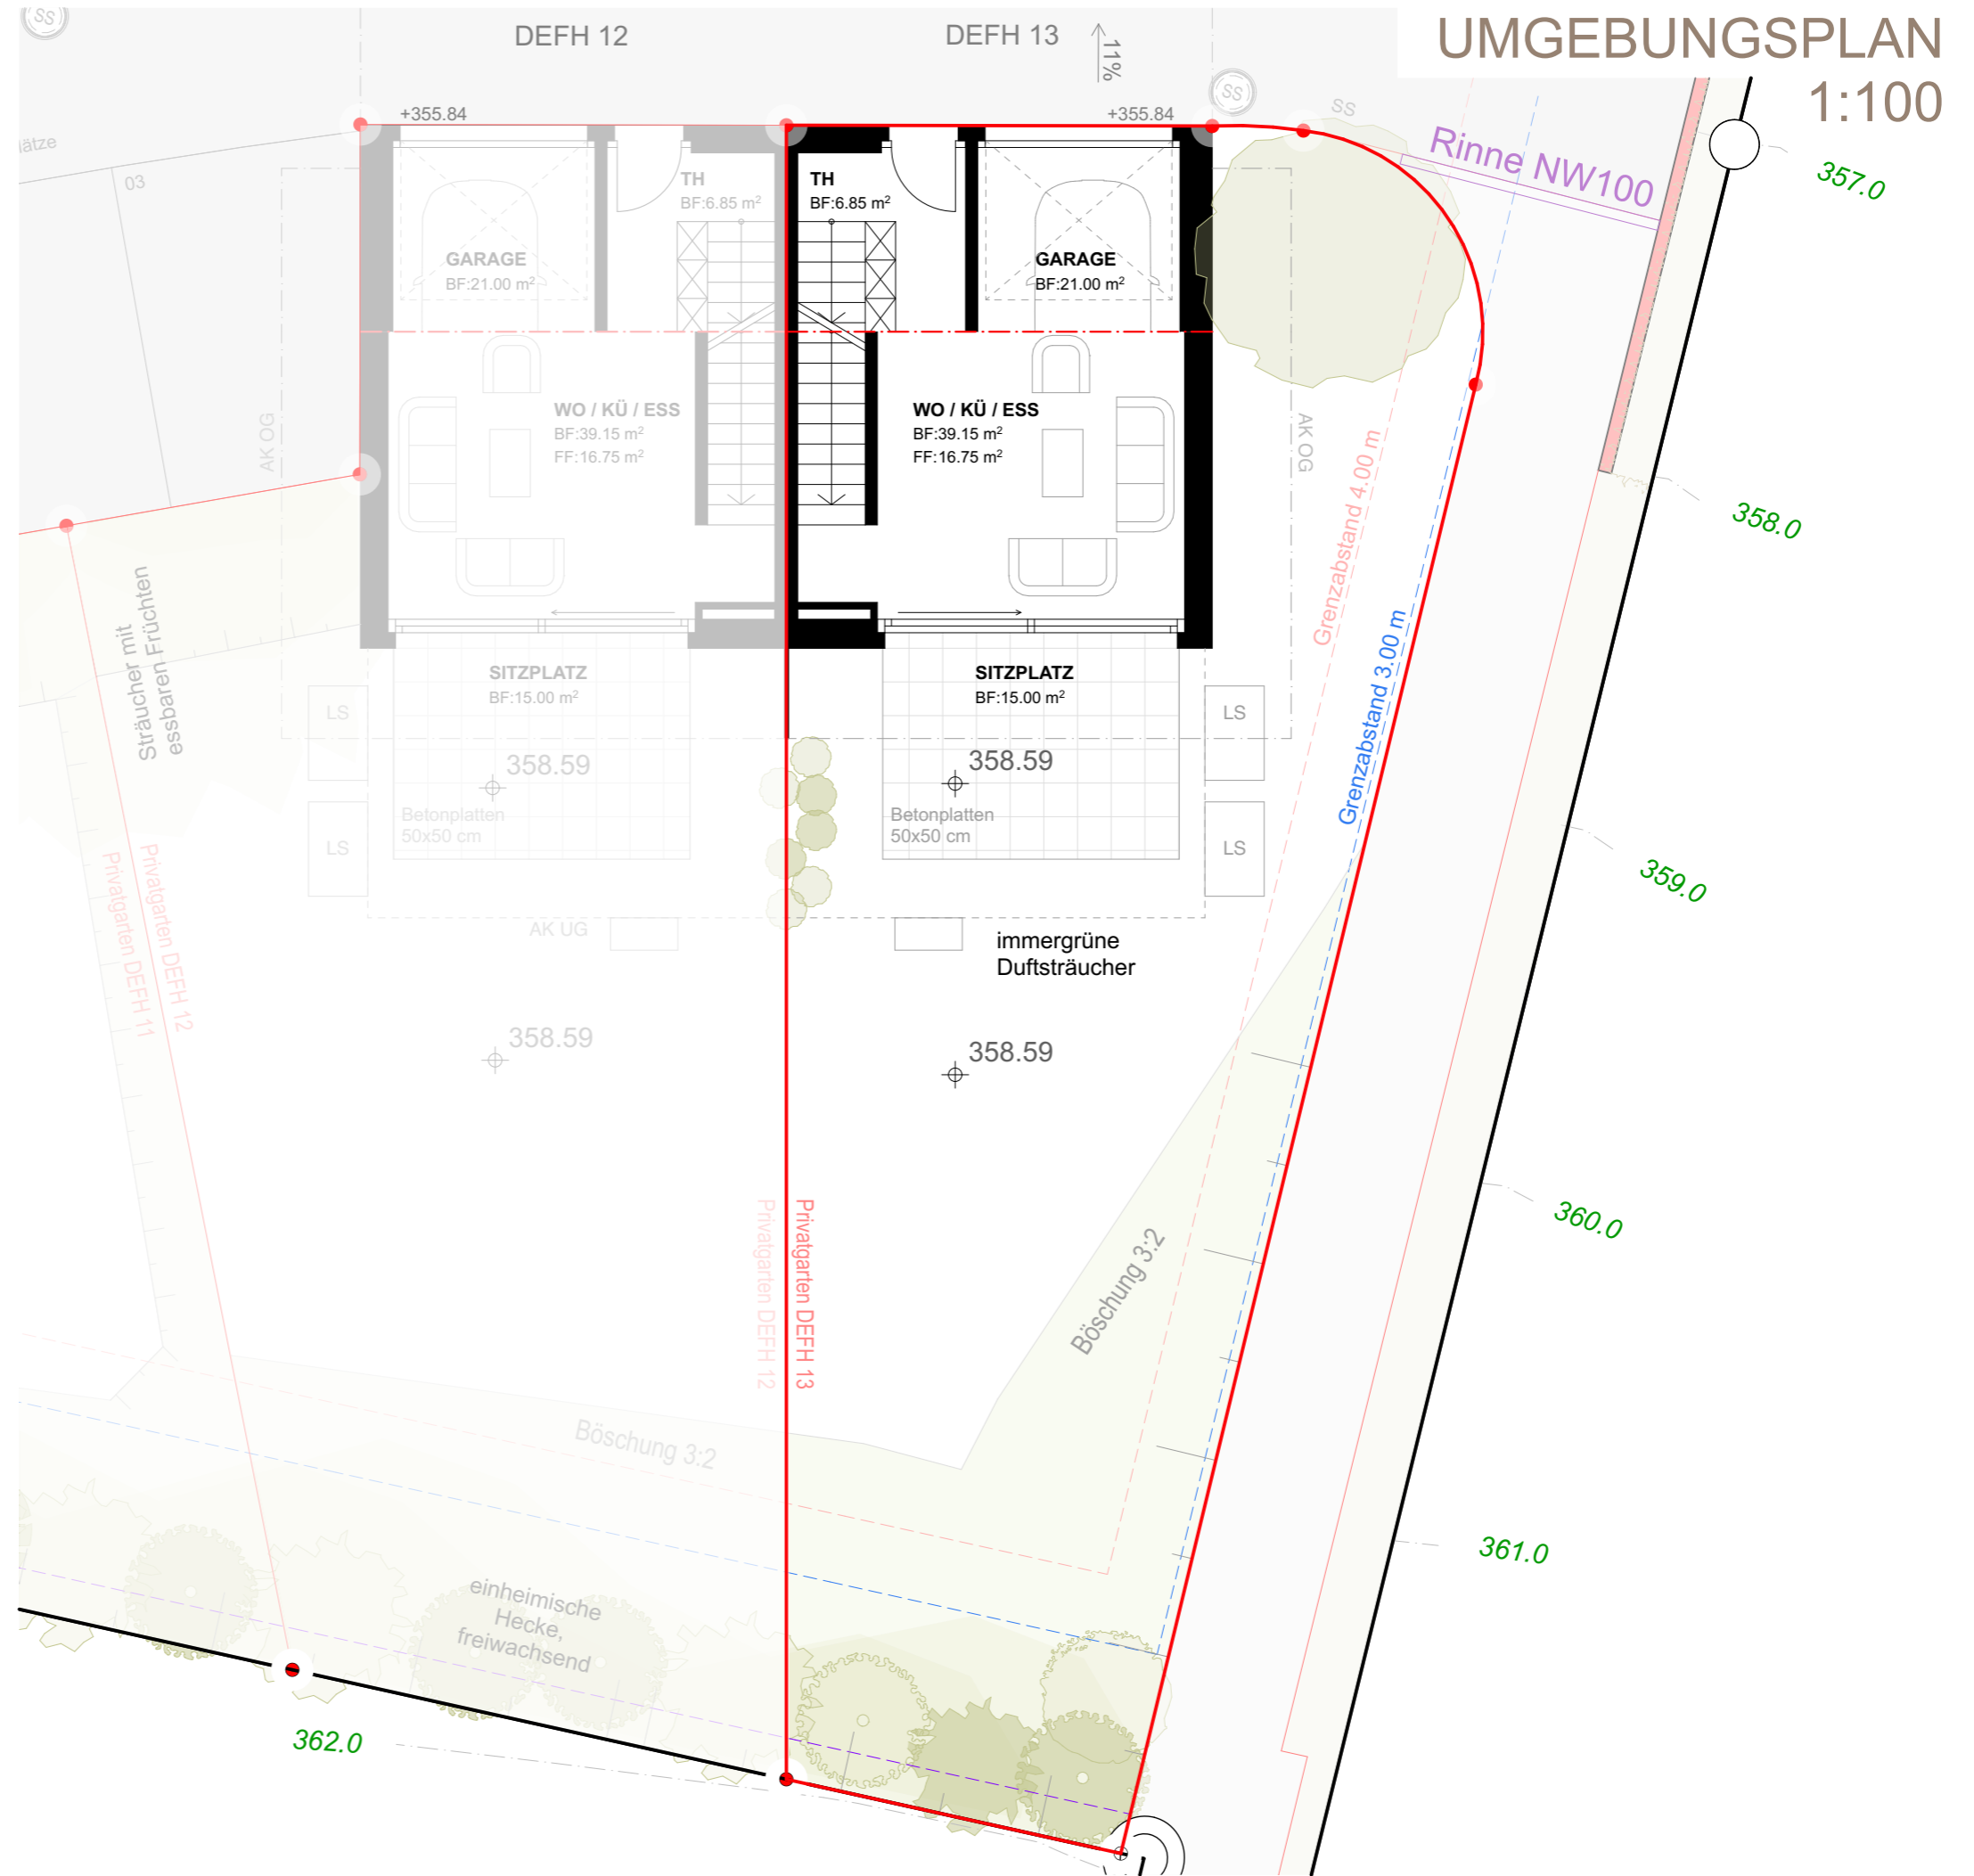 UMGEBUNGSPLAN
1:100
SS
DEFH 12
DEFH 13
11%
SS
SS
+355.84
+355.84
Rinne NW100
357.0
03
TH
BF:6.85 m²
TH
BF:6.85 m²
GARAGE
BF:21.00 m²
GARAGE
BF:21.00 m²
WO / KÜ / ESS
BF:39.15 m²
FF:16.75 m²
WO / KÜ / ESS
BF:39.15 m²
FF:16.75 m²
AK OG
AK OG
Grenzabstand 4.00 m
358.0
Sträucher mit
essbaren Früchten
Grenzabstand 3.00 m
SITZPLATZ
BF:15.00 m²
SITZPLATZ
BF:15.00 m²
LS
LS
358.59
358.59
Betonplatten
50x50 cm
Betonplatten
50x50 cm
LS
LS
359.0
Privatgarten DEFH 12
Privatgarten DEFH 11
AK UG
immergrüne
Duftsträucher
358.59
358.59
360.0
Privatgarten DEFH 13
Privatgarten DEFH 12
Böschung 3:2
Böschung 3:2
361.0
einheimische
Hecke,
freiwachsend
362.0